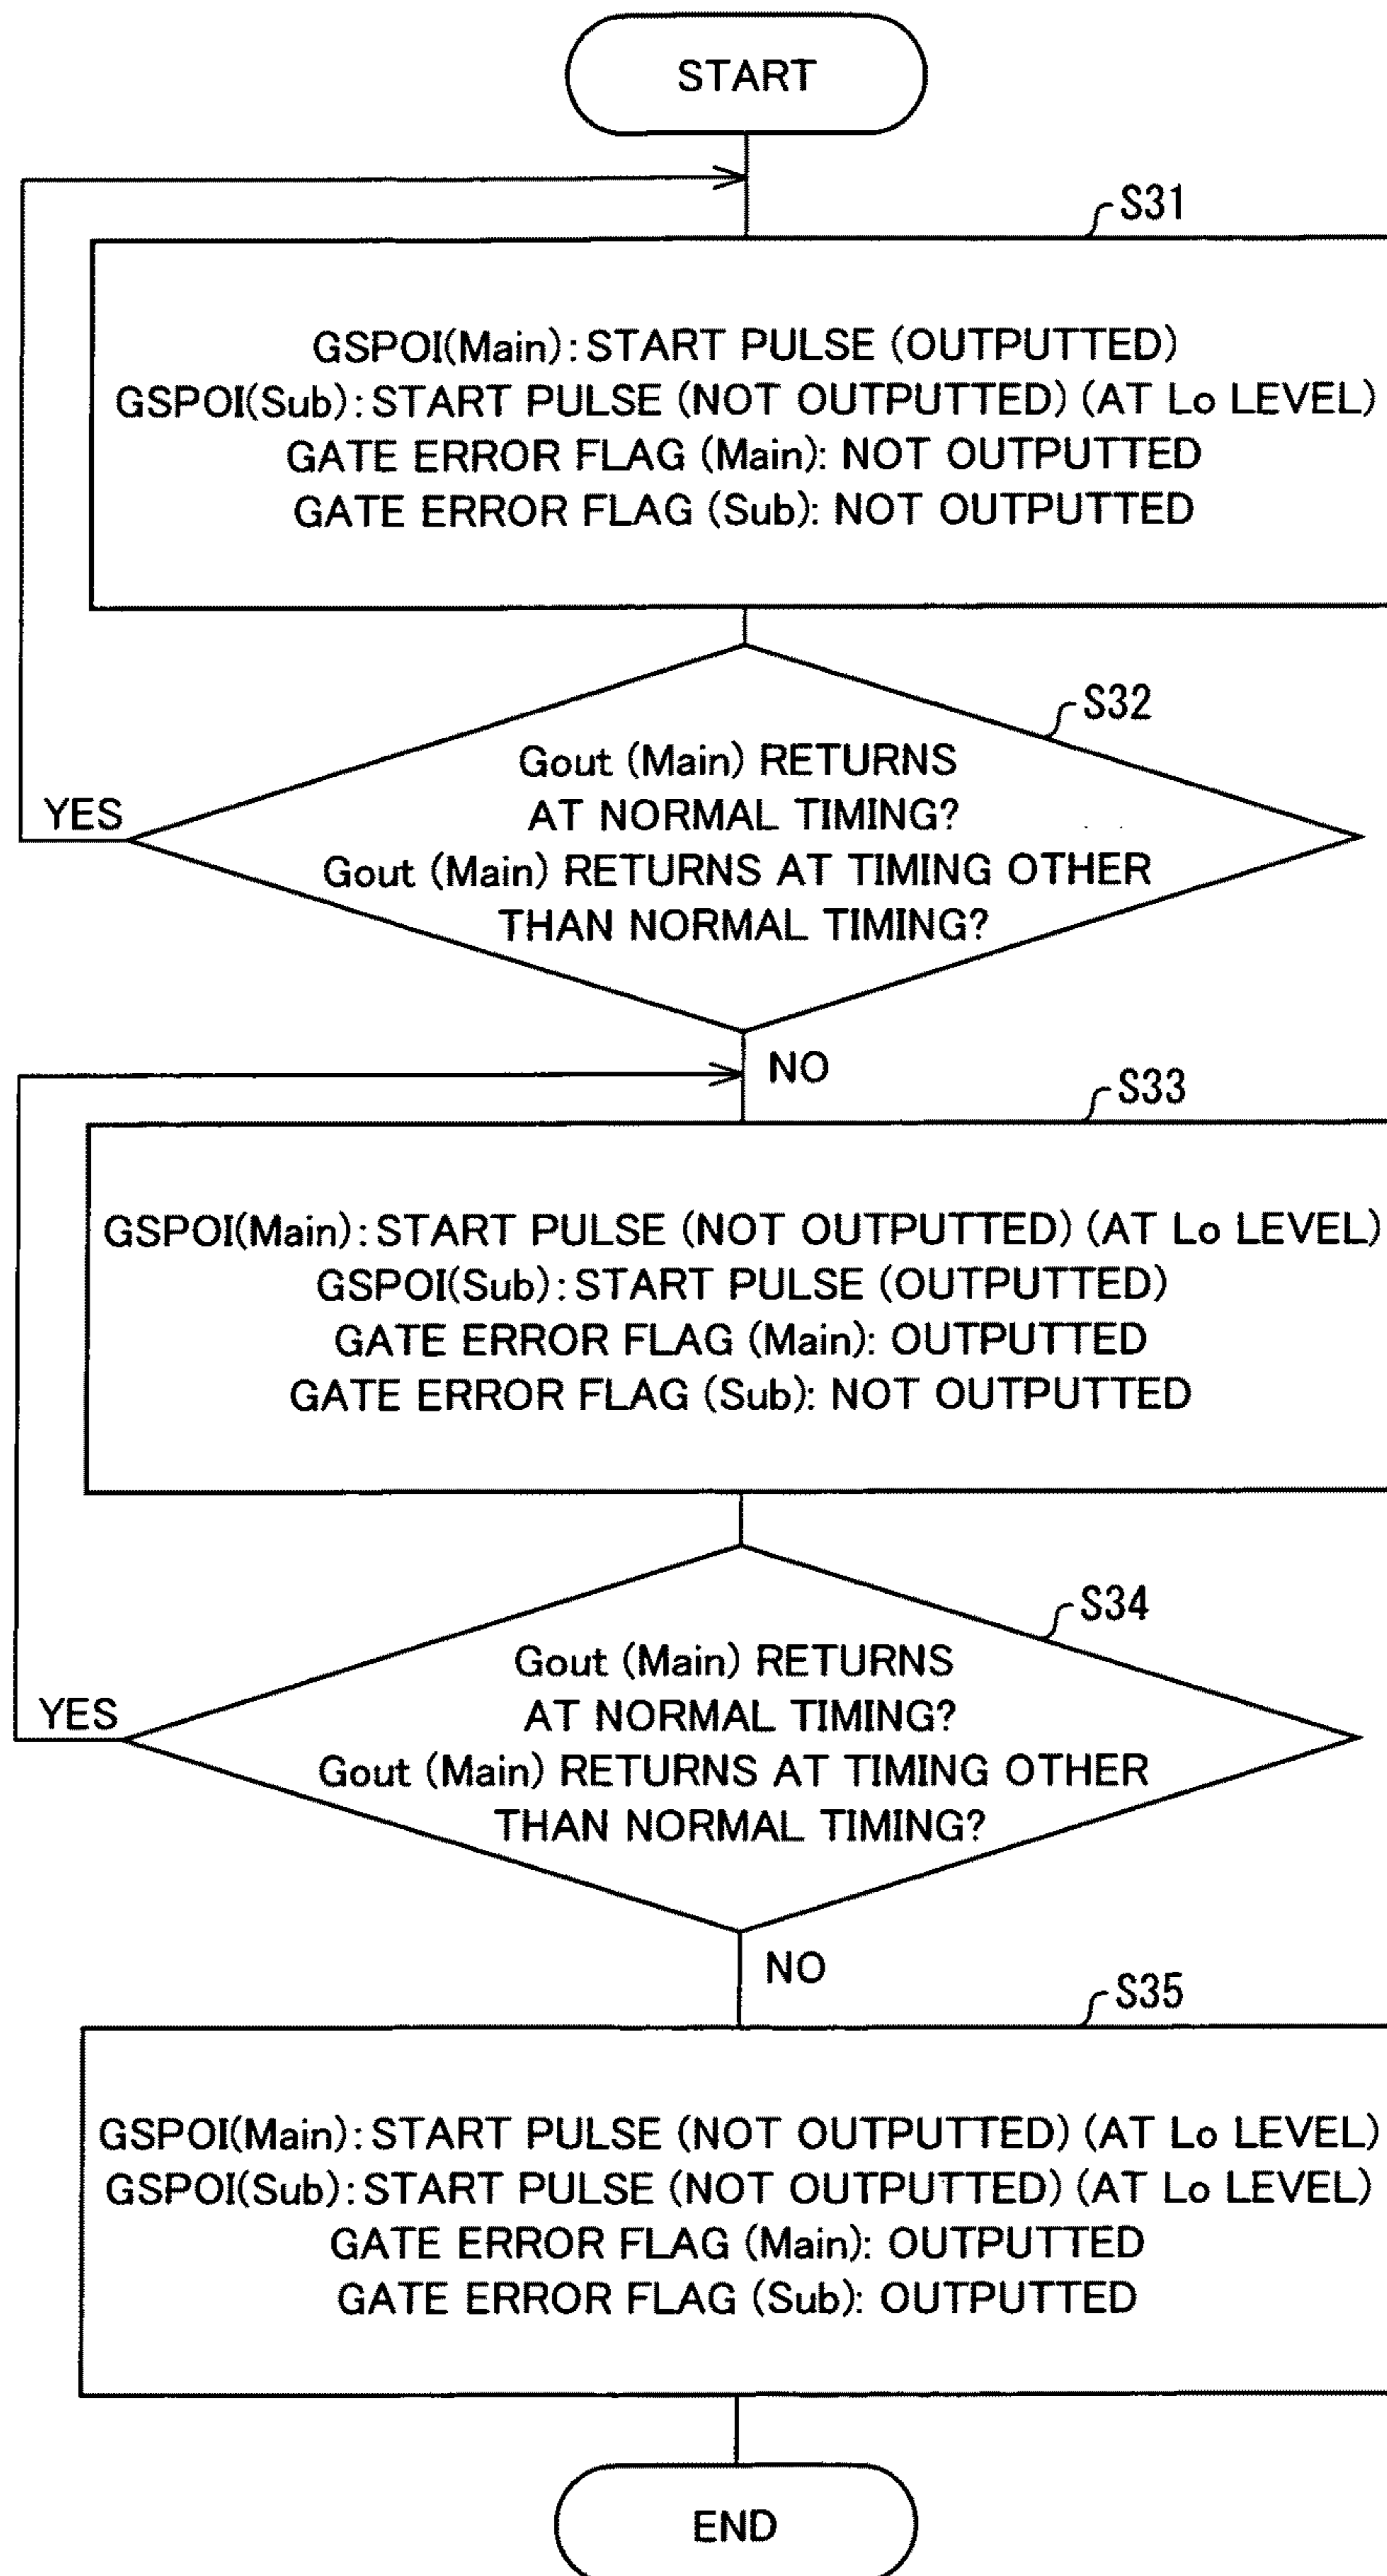 START
S31
GSPOI(Main): START PULSE (OUTPUTTED)
GSPOI(Sub): START PULSE (NOT OUTPUTTED) (AT Lo LEVEL)
GATE ERROR FLAG (Main): NOT OUTPUTTED
GATE ERROR FLAG (Sub): NOT OUTPUTTED
S32
Gout (Main) RETURNS
AT NORMAL TIMING?
Gout (Main) RETURNS AT TIMING OTHER
THAN NORMAL TIMING?
YES
NO
S33
GSPOI(Main): START PULSE (NOT OUTPUTTED) (AT Lo LEVEL)
GSPOI(Sub): START PULSE (OUTPUTTED)
GATE ERROR FLAG (Main): OUTPUTTED
GATE ERROR FLAG (Sub): NOT OUTPUTTED
S34
Gout (Main) RETURNS
AT NORMAL TIMING?
Gout (Main) RETURNS AT TIMING OTHER
THAN NORMAL TIMING?
YES
NO
S35
GSPOI(Main): START PULSE (NOT OUTPUTTED) (AT Lo LEVEL)
GSPOI(Sub): START PULSE (NOT OUTPUTTED) (AT Lo LEVEL)
GATE ERROR FLAG (Main): OUTPUTTED
GATE ERROR FLAG (Sub): OUTPUTTED
END